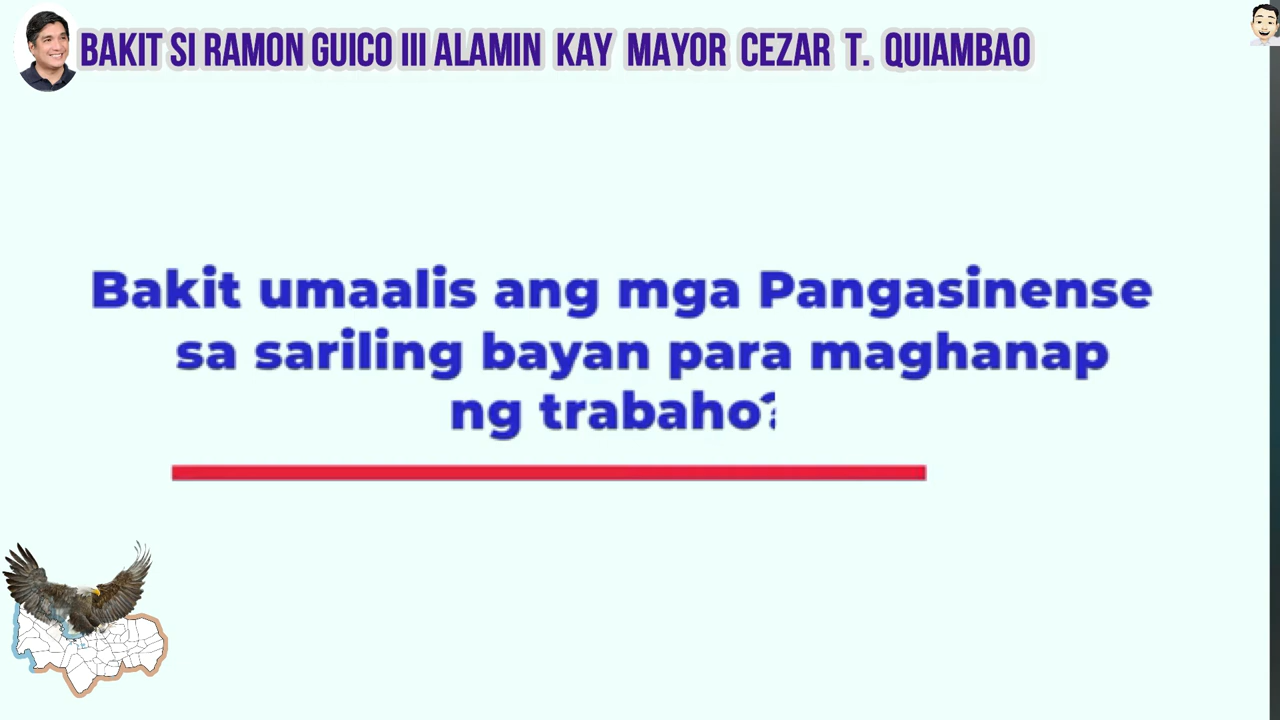 BAKIT SI RAMON GUICO III ALAMIN KAY MAYOR CEZAR T. QUIAMBAO
Bakit umaalis ang mga Pangasinense
sa sariling bayan para maghanap
ng trabaho?